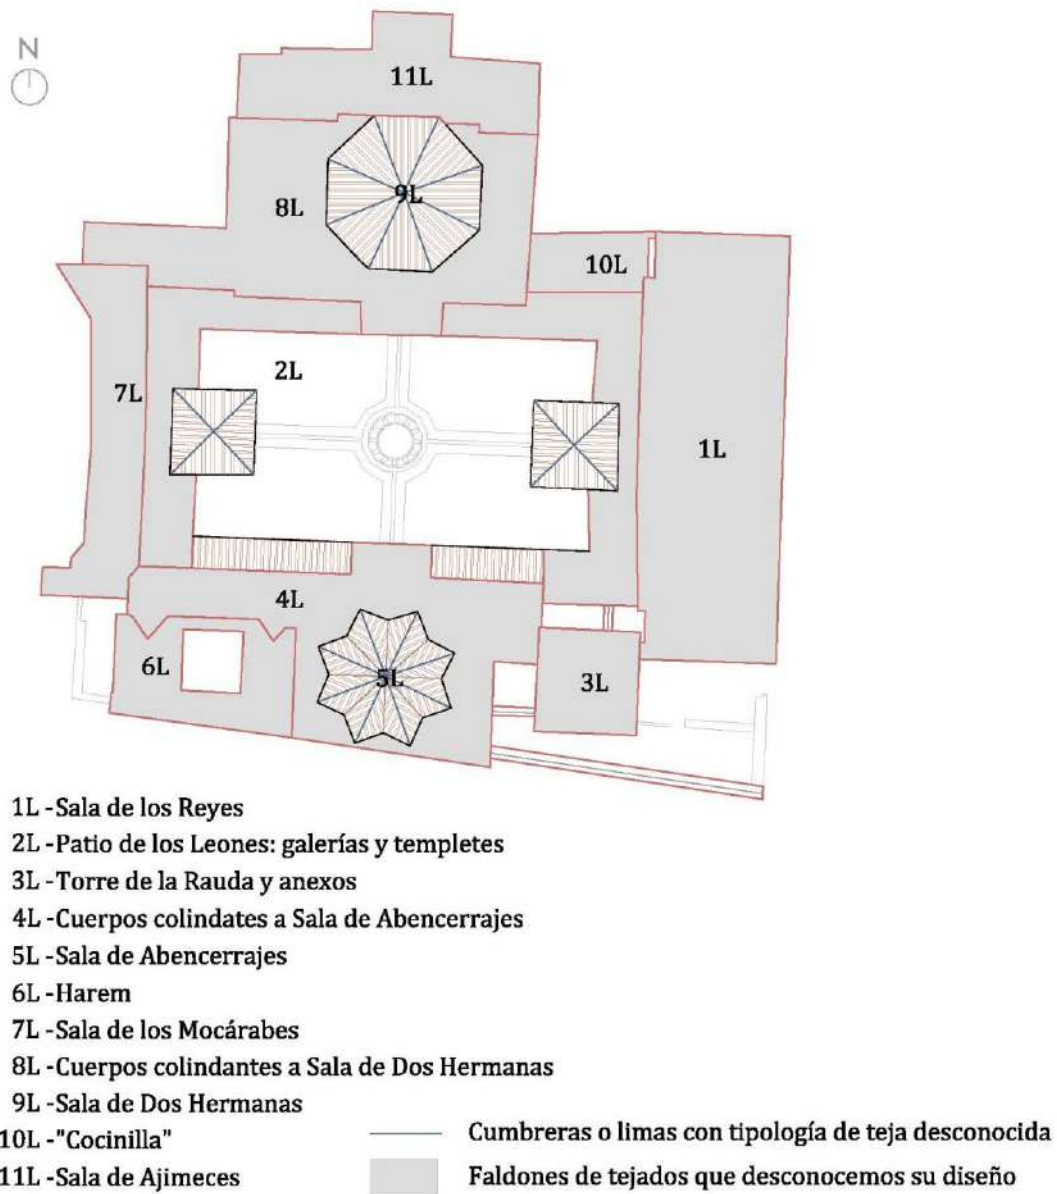 N
11L
9L
8L
10L
2L
7L
1L
4L
5L
6L
3L
1L -Sala de los Reyes
2L -Patio de los Leones: galerías y templetes
3L -Torre de la Rauda y anexos
4L -Cuerpos colindates a Sala de Abencerrajes
5L -Sala de Abencerrajes
6L -Harem
7L -Sala de los Mocárabes
8L -Cuerpos colindantes a Sala de Dos Hermanas
9L -Sala de Dos Hermanas
10L -"Cocinilla"
11L -Sala de Ajimeces
Cumbreras o limas con tipología de teja desconocida
Faldones de tejados que desconocemos su diseño